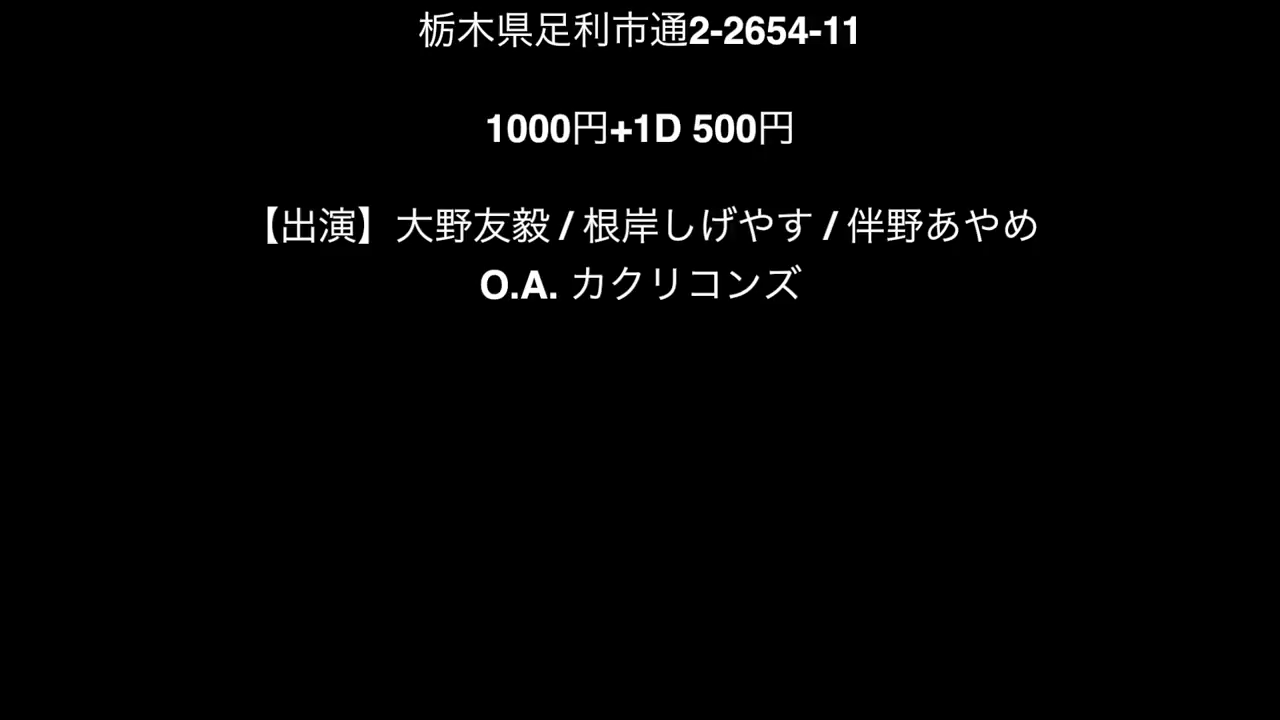 栃木県足利市通2-2654-11
1000円+1D 500円
【出演】大野友毅 / 根岸しげやす / 伴野あやめ
O.A. カクリコンズ